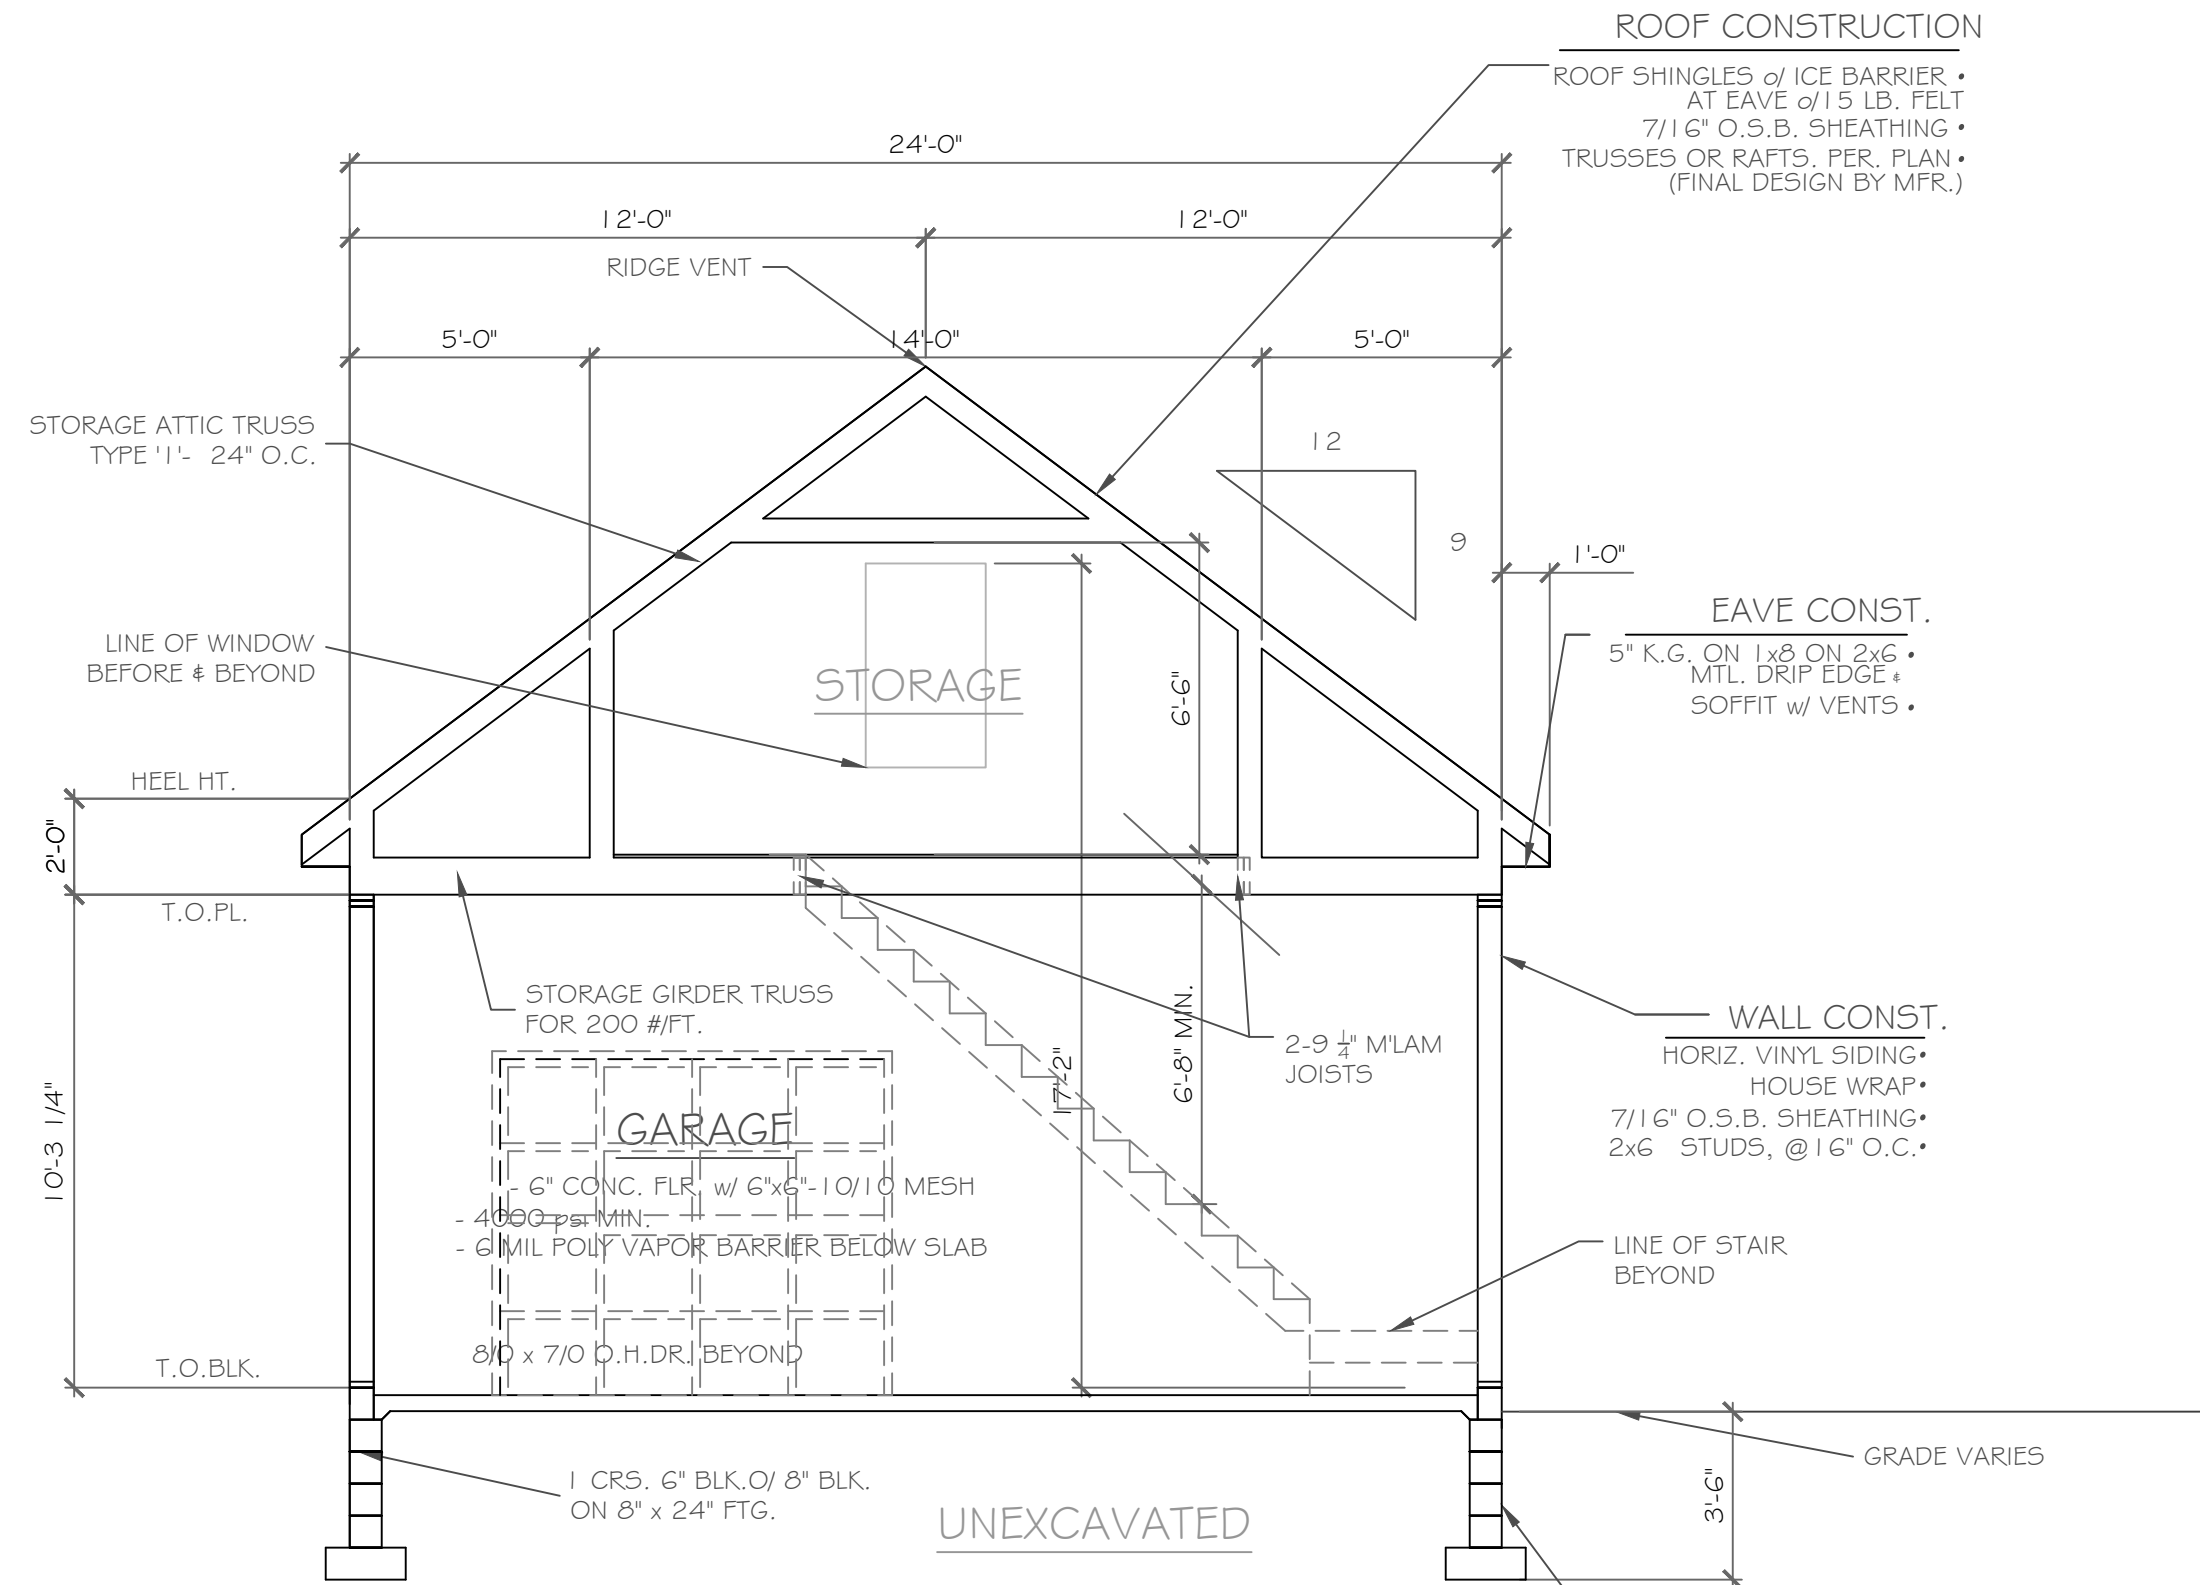 ROOF CONSTRUCTION
ROOF SHINGLES o/ ICE BARRIER •
AT EAVE o/15 LB. FELT
7/16" O.S.B. SHEATHING •
TRUSSES OR RAFTS. PER. PLAN •
(FINAL DESIGN BY MFR.)
24'-0"
12'-0"
12'-0"
RIDGE VENT
5'-0"
14'-0"
5'-0"
STORAGE ATTIC TRUSS
TYPE '1'- 24" O.C.
12
9
1'-0"
EAVE CONST.
5" K.G. ON 1x8 ON 2x6 •
MTL. DRIP EDGE &
SOFFIT w/ VENTS •
LINE OF WINDOW
BEFORE & BEYOND
STORAGE
6'-6"
HEEL HT.
2'-0"
T.O.PL.
STORAGE GIRDER TRUSS
FOR 200 #/FT.
17'-2"
6'-8" MIN.
2-9 1/4" M'LAM
JOISTS
WALL CONST.
HORIZ. VINYL SIDING•
HOUSE WRAP•
7/16" O.S.B. SHEATHING•
2x6 STUDS, @16" O.C.•
10'-3 1/4"
GARAGE
- 6" CONC. FLR. w/ 6"x6"-10/10 MESH
- 4000 psi MIN.
- 6 MIL POLY VAPOR BARRIER BELOW SLAB
LINE OF STAIR
BEYOND
8/0 x 7/0 O.H.DR. BEYOND
T.O.BLK.
GRADE VARIES
3'-6"
1 CRS. 6" BLK.O/ 8" BLK.
ON 8" x 24" FTG.
UNEXCAVATED